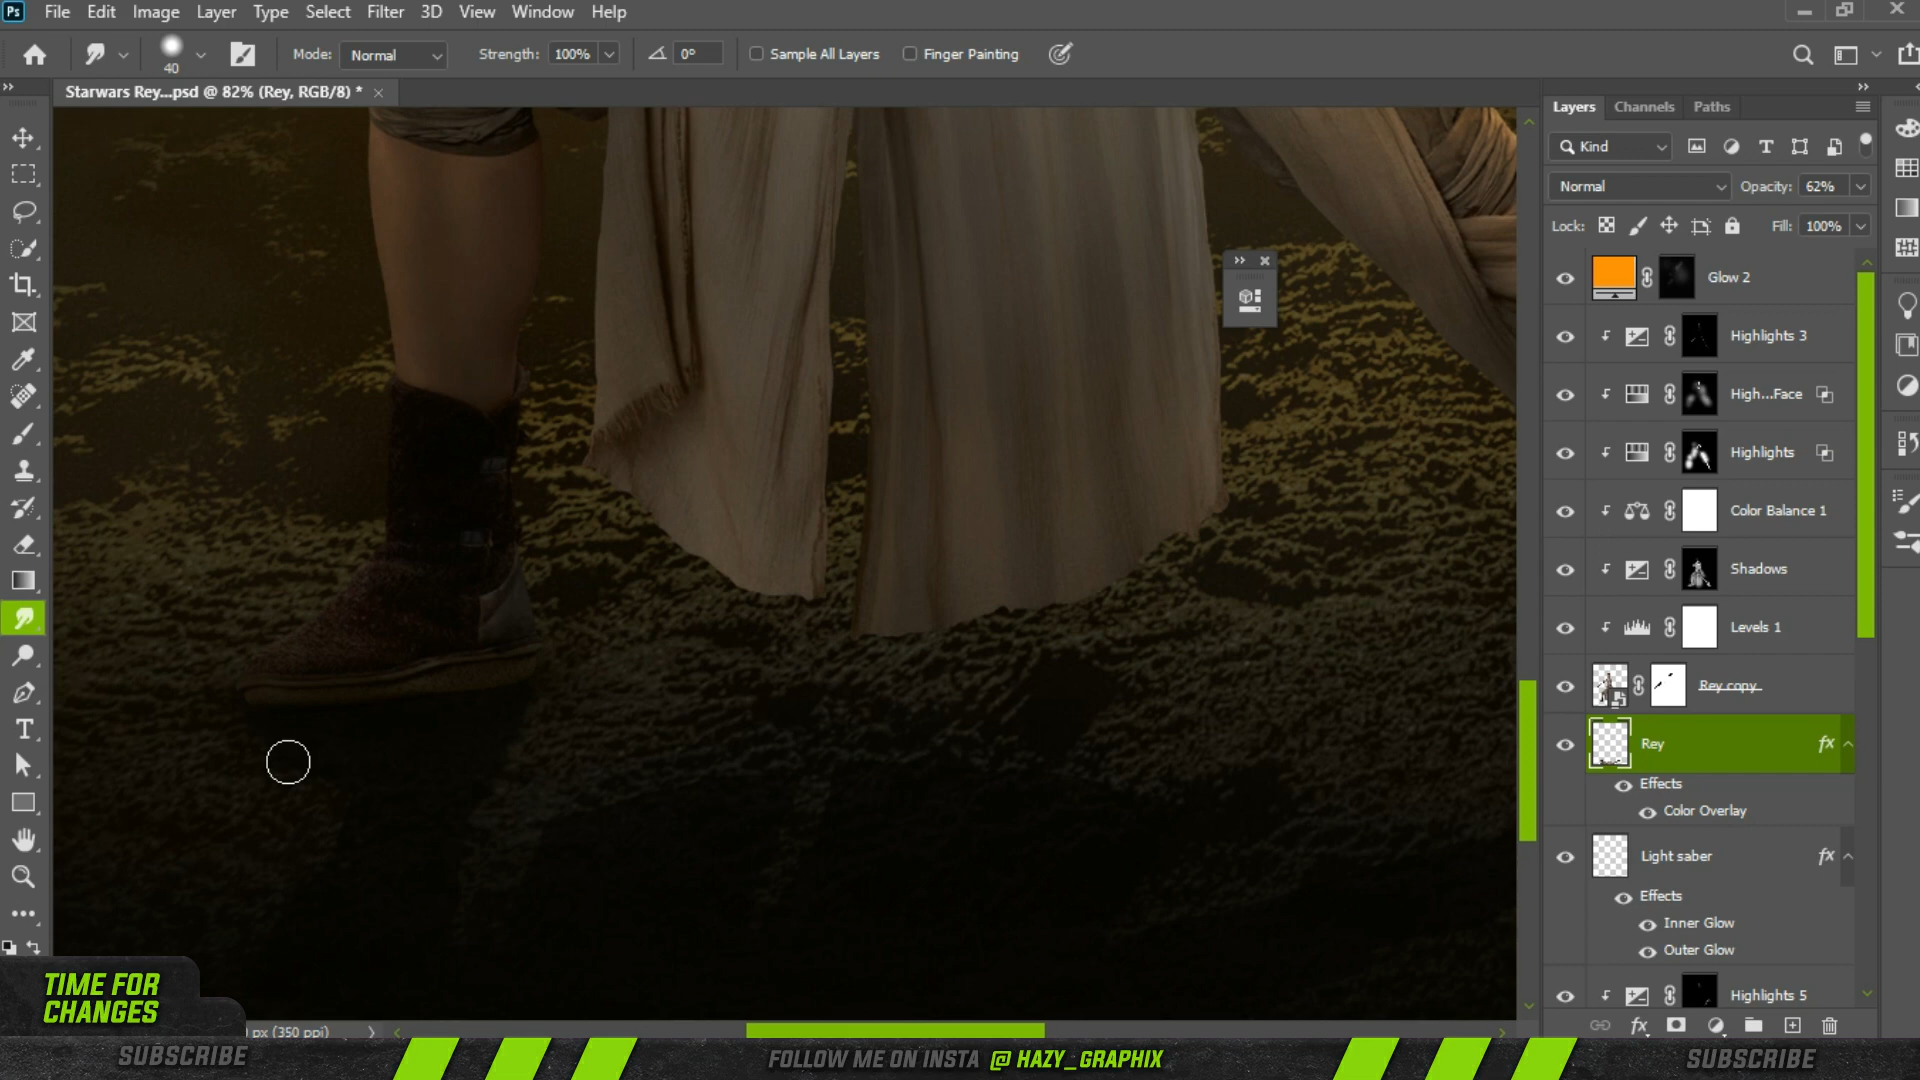 Ps File Edit Image Layer Type Select Filter 3D View Window Help
40 Mode: Normal Strength: 100% 0° Sample All Layers Finger Painting
Starwars Rey...psd @ 82% (Rey, RGB/8) * ×
Layers Channels Paths
Kind
Normal Opacity: 62%
Lock: Fill: 100%
Glow 2
Highlights 3
High...Face
Highlights
Color Balance 1
Shadows
Levels 1
Rey copy
Rey fx
Effects
Color Overlay
Light saber fx
Effects
Inner Glow
Outer Glow
Highlights 5
px (350 ppi)
fx
TIME FOR
CHANGES
SUBSCRIBE
FOLLOW ME ON INSTA @ HAZY_GRAPHIX
SUBSCRIBE